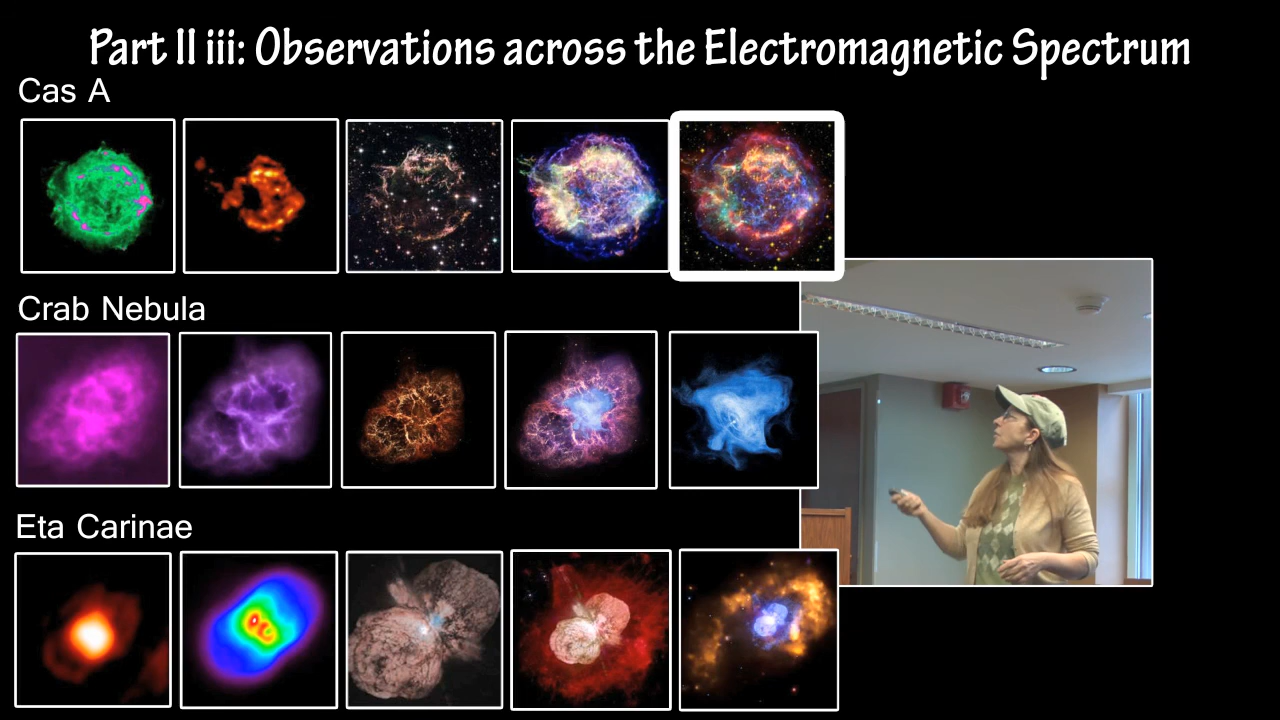 Part II iii: Observations across the Electromagnetic Spectrum
Cas A
Crab Nebula
Eta Carinae